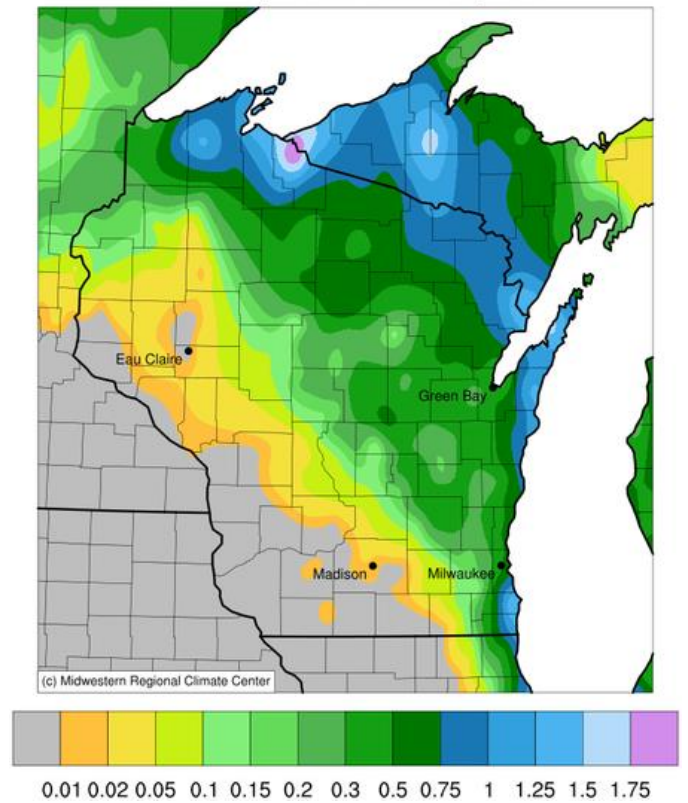 Eau Claire
Green Bay
Madison
Milwaukee
(c) Midwestern Regional Climate Center
0.01 0.02 0.05 0.1 0.15 0.2 0.3 0.5 0.75 1 1.25 1.5 1.75